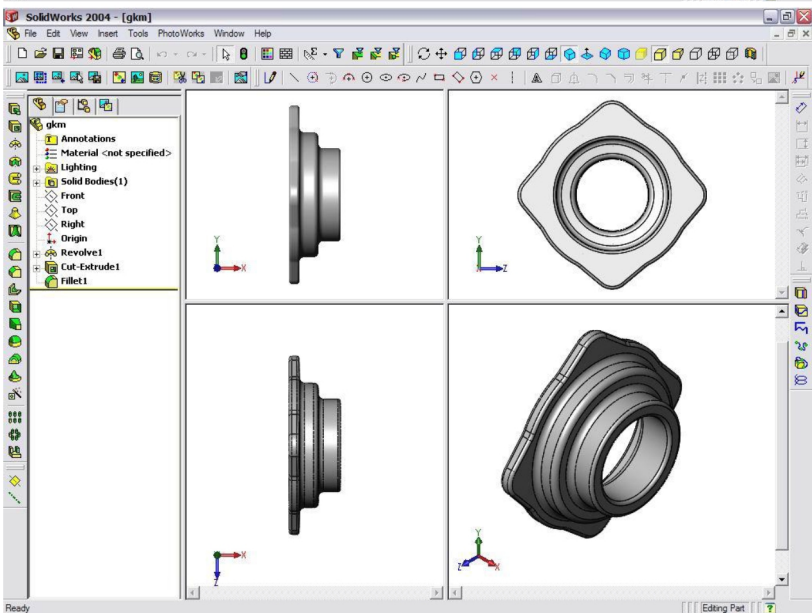 SolidWorks 2004 - [gkm]
File Edit View Insert Tools PhotoWorks Window Help
gkm
Annotations
Material <not specified>
Lighting
Solid Bodies(1)
Front
Top
Right
Origin
Revolve1
Cut-Extrude1
Fillet1
Y
X
Y
Z
X
Z
Y
Z
X
Ready
Editing Part